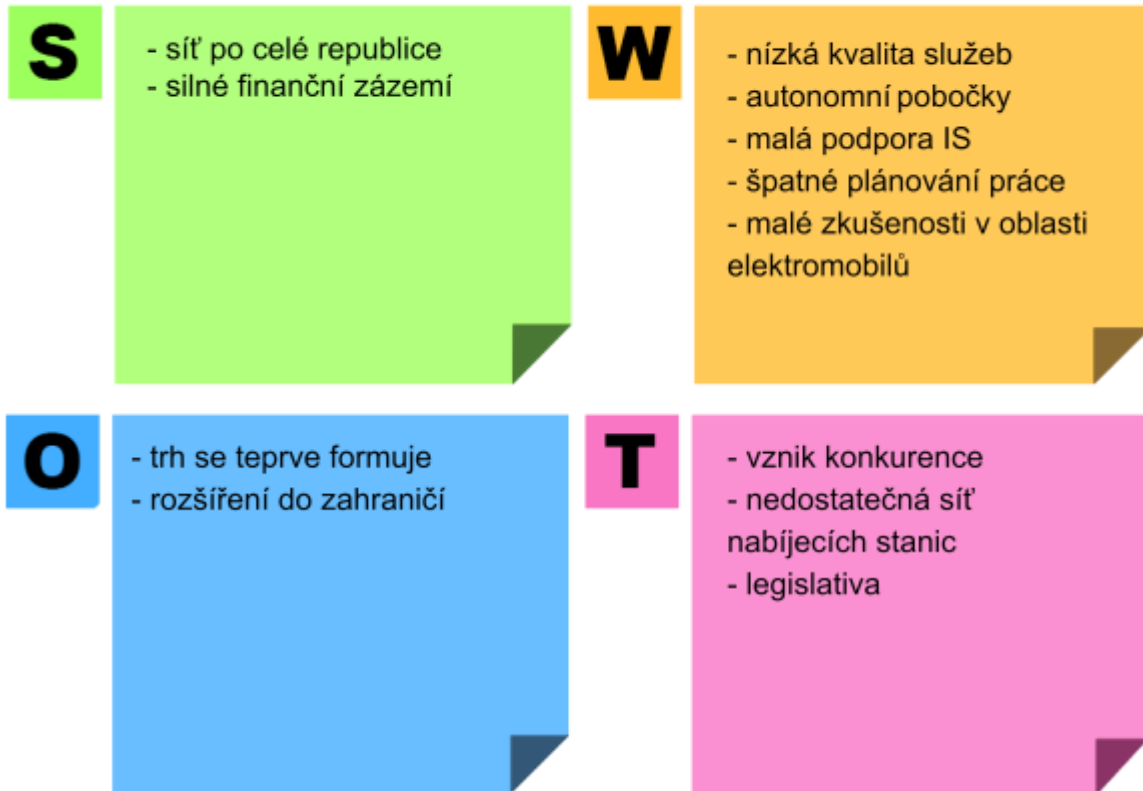 S
- síť po celé republice
- silné finanční zázemí
W
- nízká kvalita služeb
- autonomní pobočky
- malá podpora IS
- špatné plánování práce
- malé zkušenosti v oblasti
elektromobilů
O
- trh se teprve formuje
- rozšíření do zahraničí
T
- vznik konkurence
- nedostatečná síť
nabíjecích stanic
- legislativa